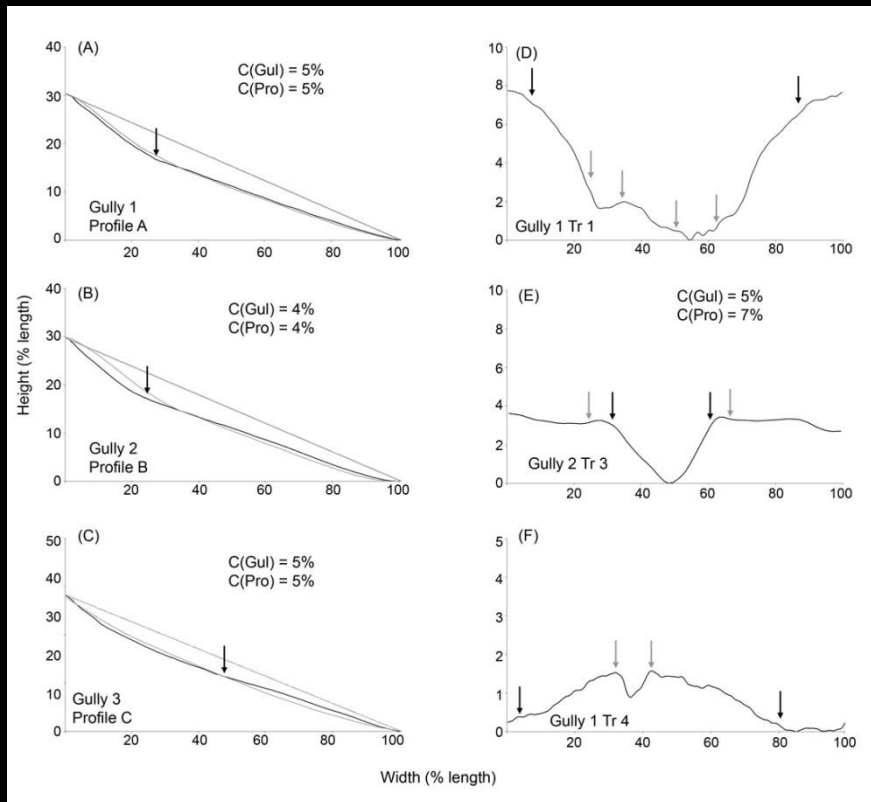 (A)
C(Gul) = 5%
C(Pro) = 5%
40
30
20
10
0
Gully 1
Profile A
20 40 60 80 100
(B)
C(Gul) = 4%
C(Pro) = 4%
40
30
20
10
0
Gully 2
Profile B
20 40 60 80 100
(C)
C(Gul) = 5%
C(Pro) = 5%
50
40
30
20
10
0
Gully 3
Profile C
20 40 60 80 100
Height (% length)
(D)
10
8
6
4
2
0
Gully 1 Tr 1
20 40 60 80 100
(E)
C(Gul) = 5%
C(Pro) = 7%
10
8
6
4
2
0
Gully 2 Tr 3
20 40 60 80 100
(F)
5
4
3
2
1
0
Gully 1 Tr 4
20 40 60 80 100
Width (% length)